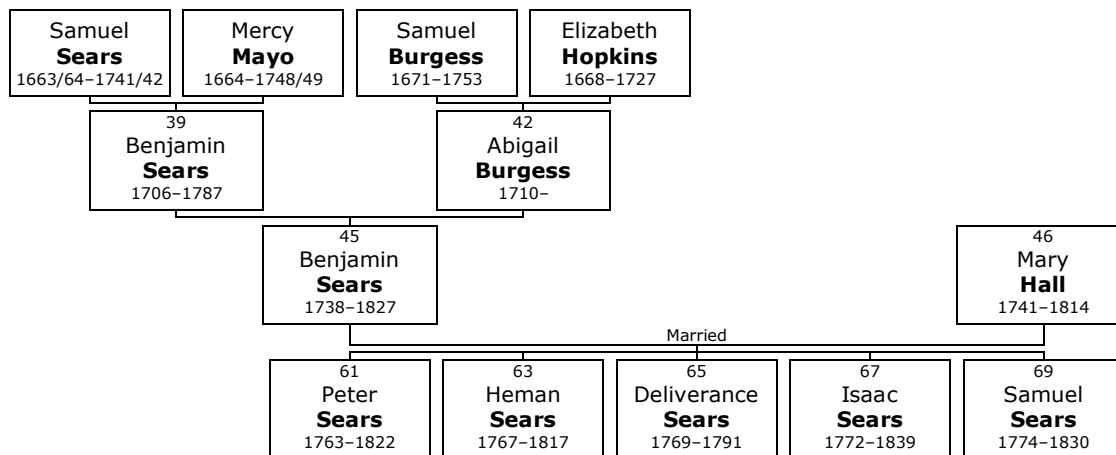 Samuel
Sears
1663/64–1741/42
Mercy
Mayo
1664–1748/49
Samuel
Burgess
1671–1753
Elizabeth
Hopkins
1668–1727
39
Benjamin
Sears
1706–1787
42
Abigail
Burgess
1710–
45
Benjamin
Sears
1738–1827
46
Mary
Hall
1741–1814
Married
61
Peter
Sears
1763–1822
63
Heman
Sears
1767–1817
65
Deliverance
Sears
1769–1791
67
Isaac
Sears
1772–1839
69
Samuel
Sears
1774–1830